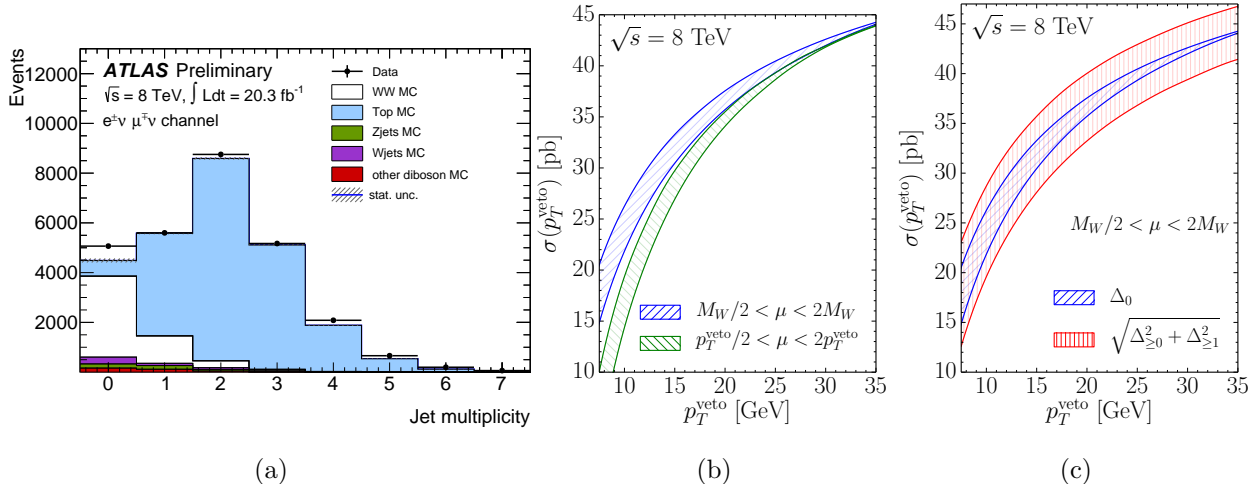 ATLAS Preliminary
√s = 8 TeV, ∫ Ldt = 20.3 fb⁻¹
e±ν μ∓ν channel
Data
WW MC
Top MC
Zjets MC
Wjets MC
other diboson MC
stat. unc.
Events
12000
10000
8000
6000
4000
2000
0 1 2 3 4 5 6 7
Jet multiplicity
(a)
√s = 8 TeV
σ(p_T^veto) [pb]
45
40
35
30
25
20
15
10
M_W/2 < μ < 2M_W
p_T^veto/2 < μ < 2p_T^veto
10 15 20 25 30 35
p_T^veto [GeV]
(b)
√s = 8 TeV
σ(p_T^veto) [pb]
45
40
35
30
25
20
15
10
M_W/2 < μ < 2M_W
Δ_0
√(Δ²_≥0 + Δ²_≥1)
10 15 20 25 30 35
p_T^veto [GeV]
(c)